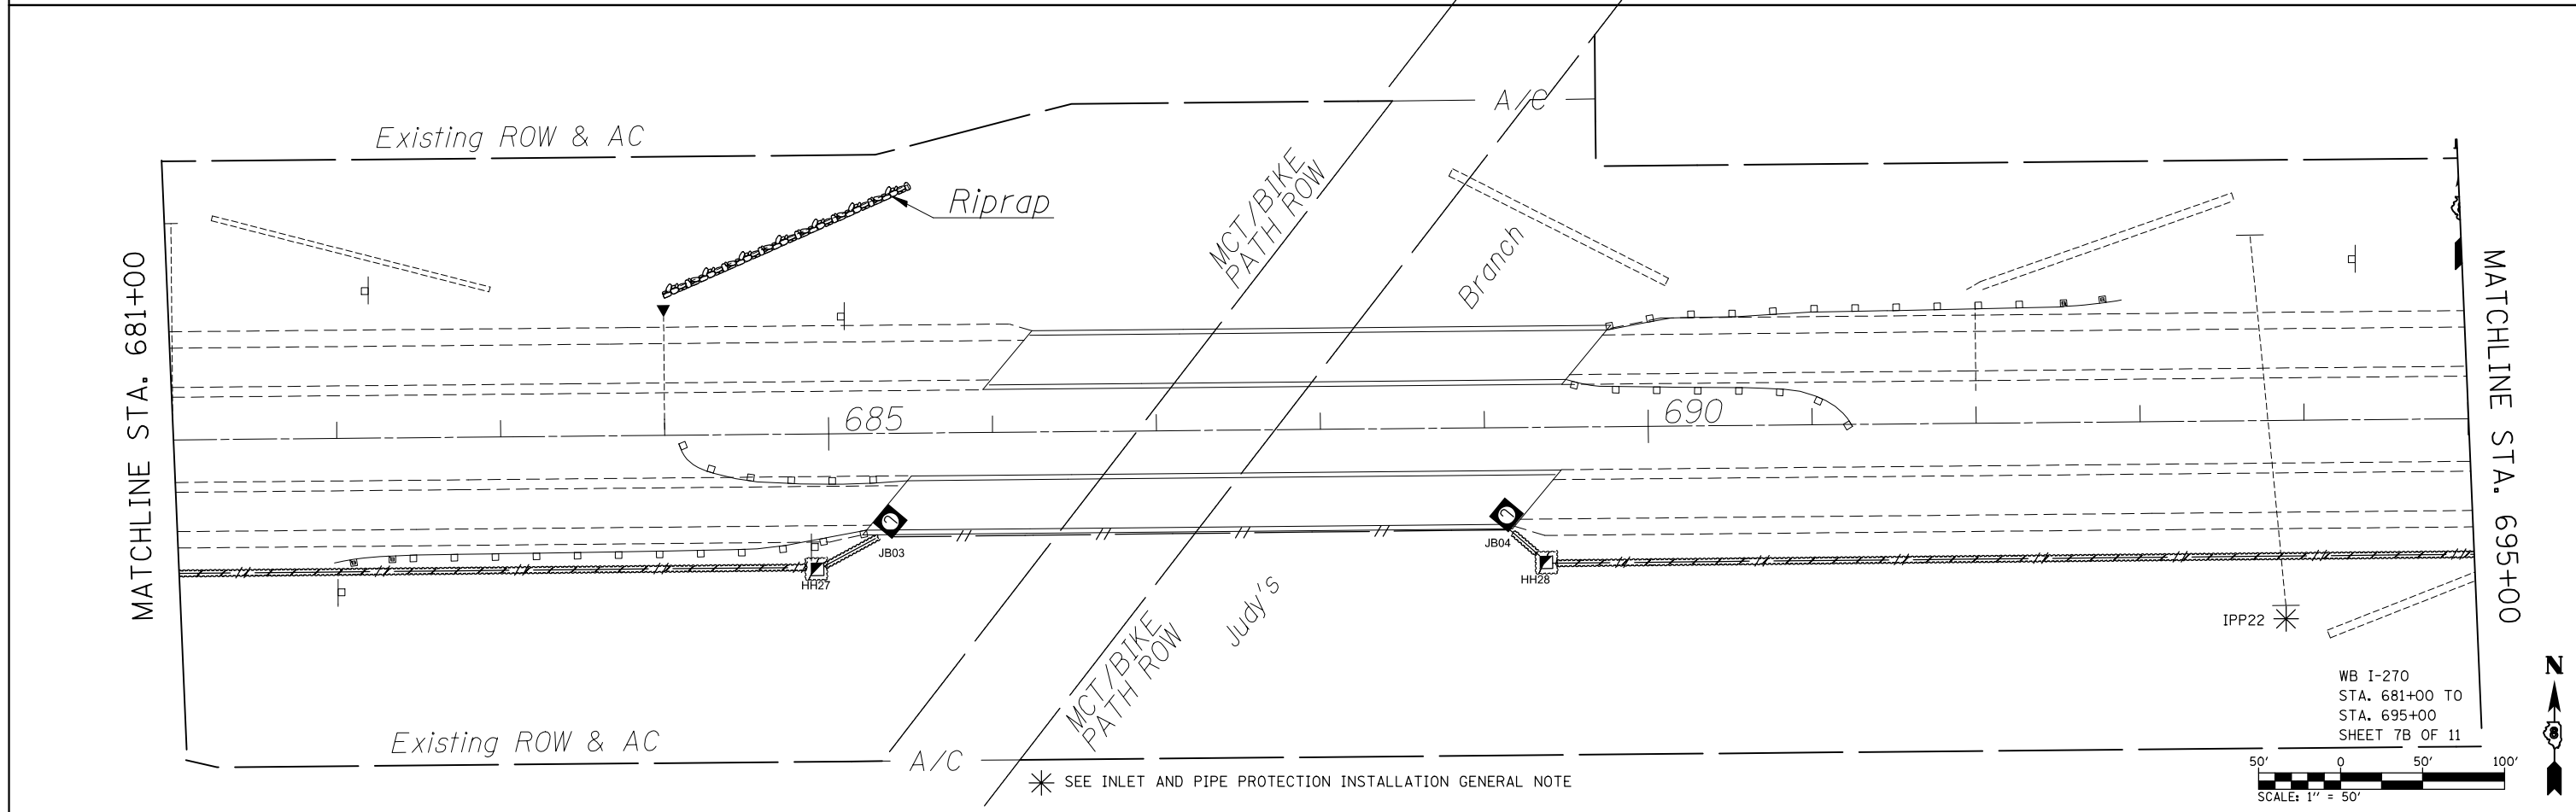 A/C
Existing ROW & AC
Riprap
MCT/BIKE
PATH ROW
Branch
MATCHLINE STA. 681+00
MATCHLINE STA. 695+00
685
690
JB03
JB04
HH27
HH28
Judy's
IPP22
MCT/BIKE
PATH ROW
WB I-270
STA. 681+00 TO
STA. 695+00
SHEET 7B OF 11
N
8
Existing ROW & AC
A/C
SEE INLET AND PIPE PROTECTION INSTALLATION GENERAL NOTE
50' 0 50' 100'
SCALE: 1" = 50'